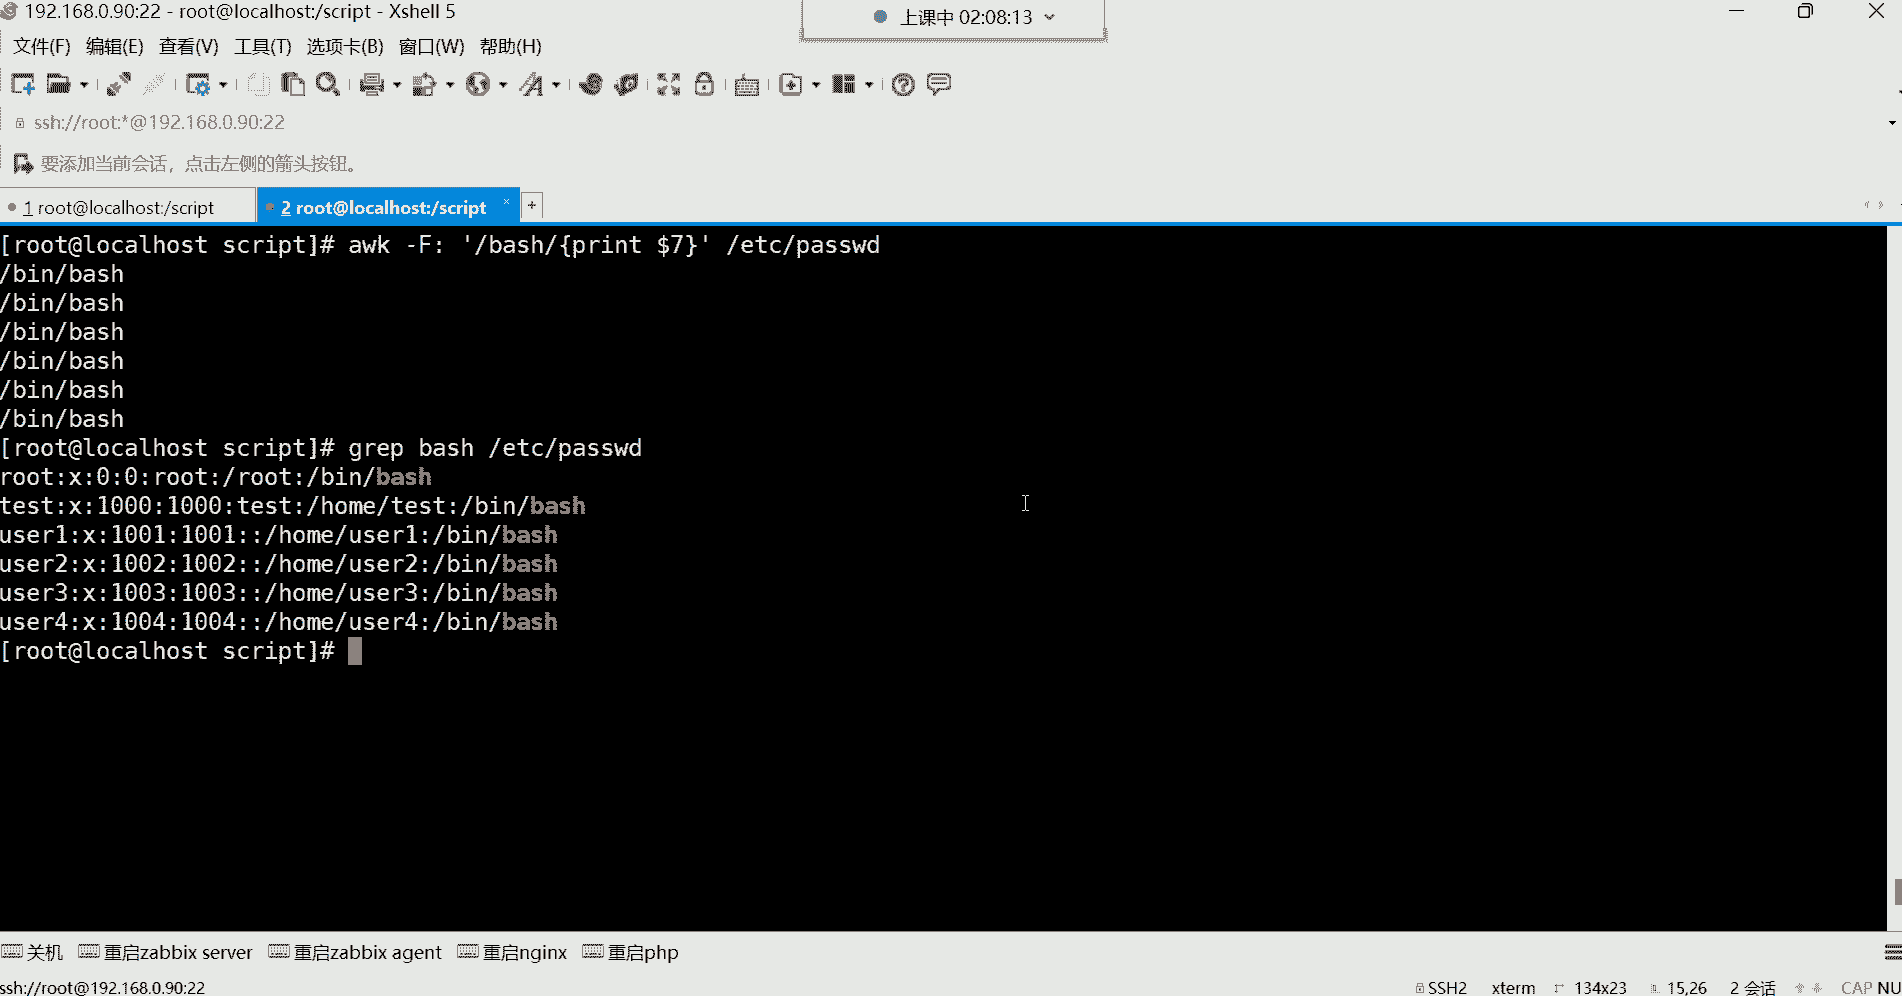 192.168.0.90:22 - root@localhost:/script - Xshell 5
上课中 02:08:13
文件(F) 编辑(E) 查看(V) 工具(T) 选项卡(B) 窗口(W) 帮助(H)
ssh://root:*@192.168.0.90:22
要添加当前会话，点击左侧的箭头按钮。
1 root@localhost:/script
2 root@localhost:/script × +
[root@localhost script]# awk -F: '/bash/{print $7}' /etc/passwd
/bin/bash
/bin/bash
/bin/bash
/bin/bash
/bin/bash
/bin/bash
[root@localhost script]# grep bash /etc/passwd
root:x:0:0:root:/root:/bin/bash
test:x:1000:1000:test:/home/test:/bin/bash
user1:x:1001:1001::/home/user1:/bin/bash
user2:x:1002:1002::/home/user2:/bin/bash
user3:x:1003:1003::/home/user3:/bin/bash
user4:x:1004:1004::/home/user4:/bin/bash
[root@localhost script]#
关机 重启zabbix server 重启zabbix agent 重启nginx 重启php
ssh://root@192.168.0.90:22 SSH2 xterm 134x23 15,26 2 会话 CAP NU